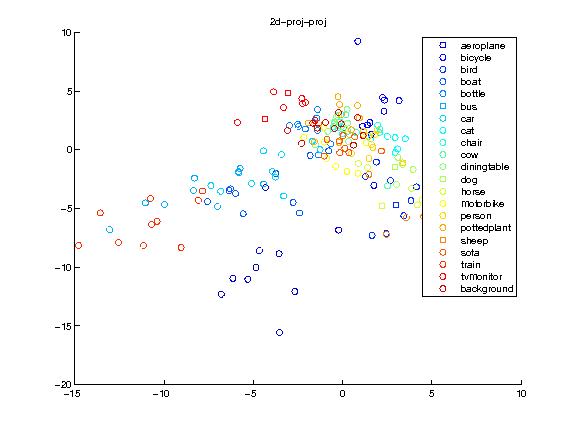 2d-proj-proj
10
5
0
−5
−10
−15
−20
−15
−10
−5
0
5
10
aeroplane
bicycle
bird
boat
bottle
bus
car
cat
chair
cow
diningtable
dog
horse
motorbike
person
pottedplant
sheep
sofa
train
tvmonitor
background